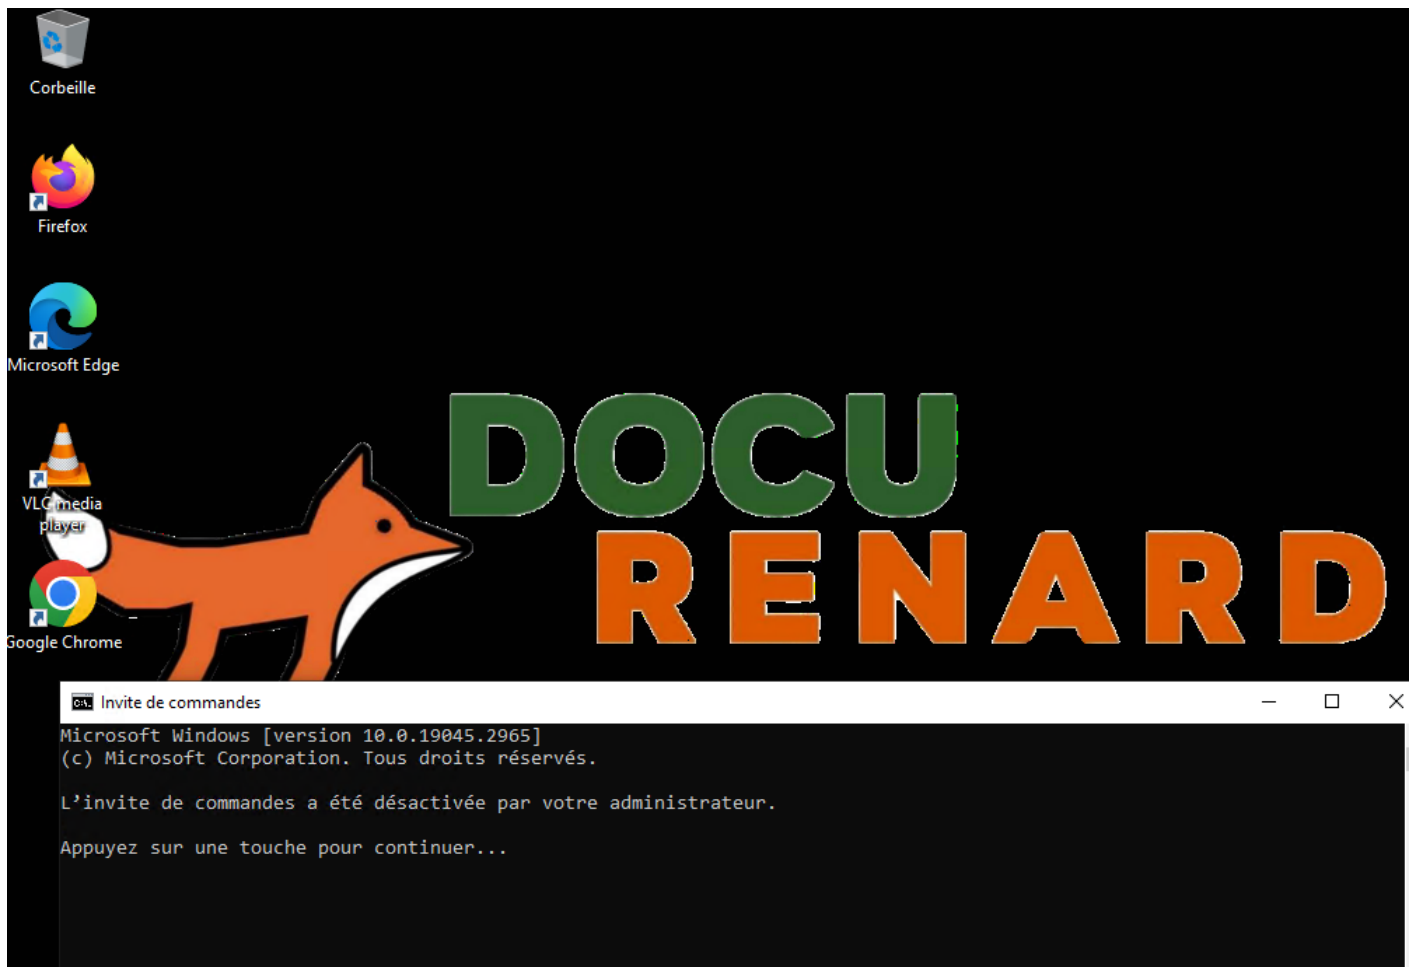 Corbeille
Firefox
Microsoft Edge
VLC media
player
Google Chrome
DOCU
RENARD
Invite de commandes
Microsoft Windows [version 10.0.19045.2965]
(c) Microsoft Corporation. Tous droits réservés.
L’invite de commandes a été désactivée par votre administrateur.
Appuyez sur une touche pour continuer...